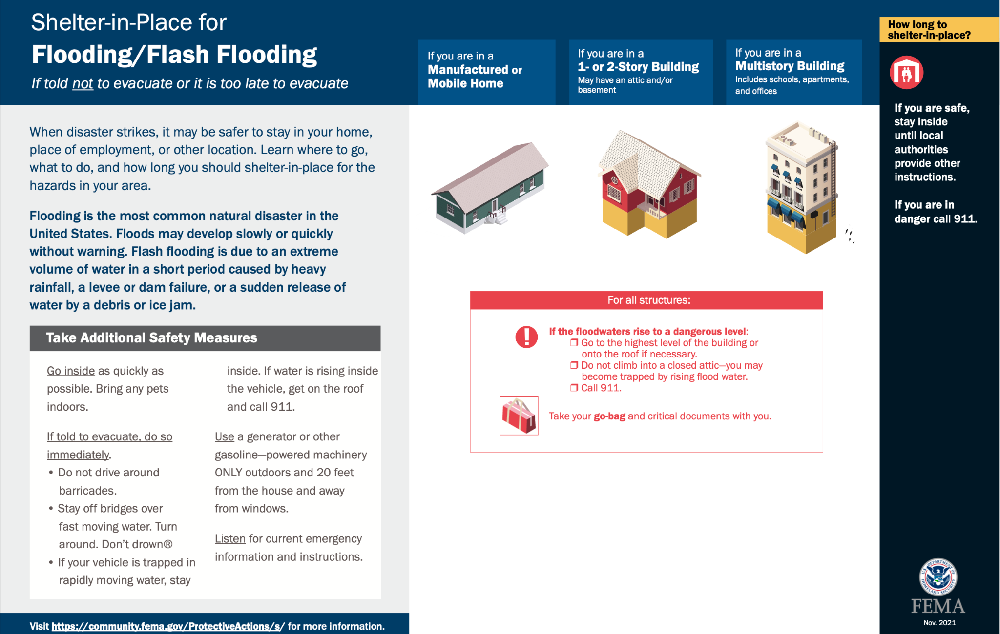 Shelter-in-Place for
Flooding/Flash Flooding
If told not to evacuate or it is too late to evacuate
If you are in a
Manufactured or
Mobile Home
If you are in a
1- or 2-Story Building
May have an attic and/or
basement
If you are in a
Multistory Building
Includes schools, apartments,
and offices
How long to
shelter-in-place?
If you are safe,
stay inside
until local
authorities
provide other
instructions.
If you are in
danger call 911.
When disaster strikes, it may be safer to stay in your home,
place of employment, or other location. Learn where to go,
what to do, and how long you should shelter-in-place for the
hazards in your area.
Flooding is the most common natural disaster in the
United States. Floods may develop slowly or quickly
without warning. Flash flooding is due to an extreme
volume of water in a short period caused by heavy
rainfall, a levee or dam failure, or a sudden release of
water by a debris or ice jam.
Take Additional Safety Measures
Go inside as quickly as
possible. Bring any pets
indoors.
If told to evacuate, do so
immediately.
• Do not drive around
barricades.
• Stay off bridges over
fast moving water. Turn
around. Don’t drown®
• If your vehicle is trapped in
rapidly moving water, stay
inside. If water is rising inside
the vehicle, get on the roof
and call 911.
Use a generator or other
gasoline—powered machinery
ONLY outdoors and 20 feet
from the house and away
from windows.
Listen for current emergency
information and instructions.
For all structures:
If the floodwaters rise to a dangerous level:
❐ Go to the highest level of the building or
onto the roof if necessary.
❐ Do not climb into a closed attic—you may
become trapped by rising flood water.
❐ Call 911.
Take your go-bag and critical documents with you.
Visit https://community.fema.gov/ProtectiveActions/s/ for more information.
U.S. DEPARTMENT OF
HOMELAND SECURITY
FEMA
Nov. 2021